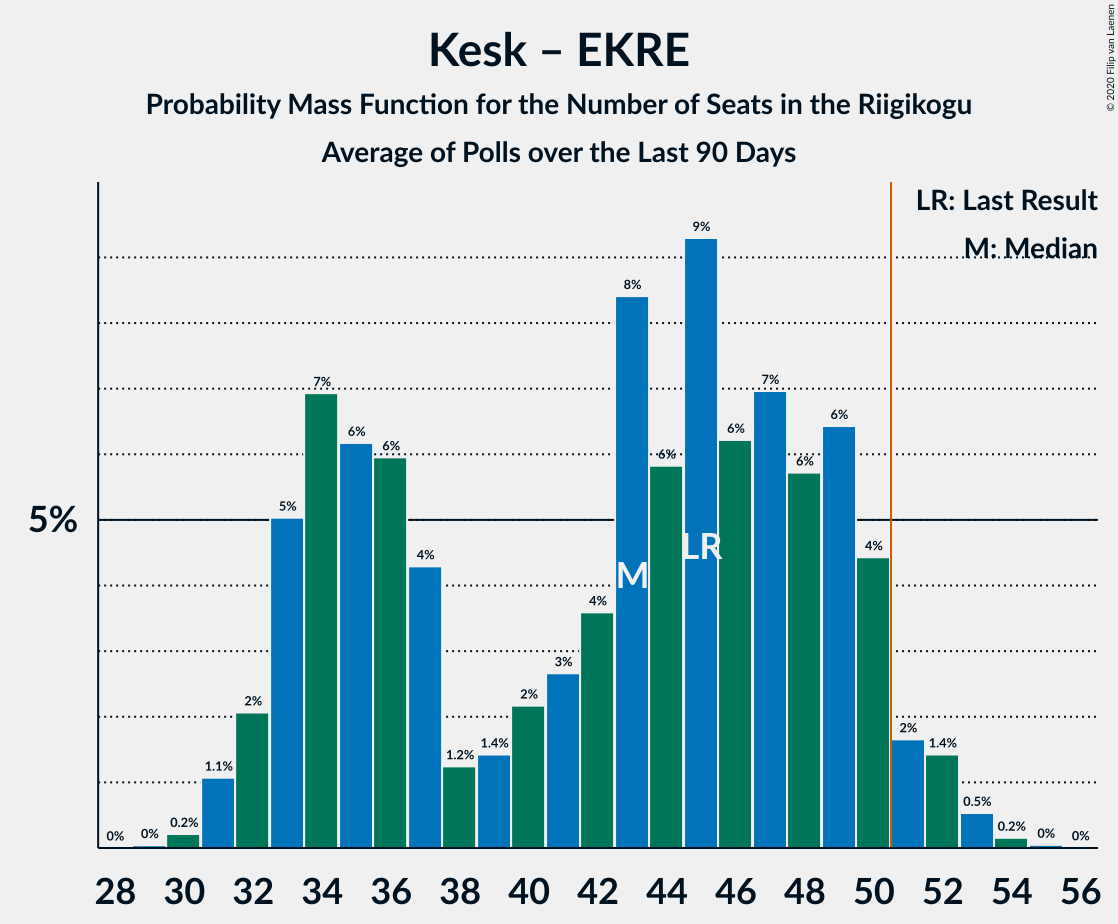 Kesk – EKRE
Probability Mass Function for the Number of Seats in the Riigikogu
Average of Polls over the Last 90 Days
© 2020 Filip van Laenen
LR: Last Result
M: Median
5%
0% 0% 0.2% 1.1% 2% 5% 7% 6% 6% 4% 1.2% 1.4% 2% 3% 4% 8% 6% 9% 6% 7% 6% 6% 4% 2% 1.4% 0.5% 0.2% 0% 0%
M
LR
28 30 32 34 36 38 40 42 44 46 48 50 52 54 56